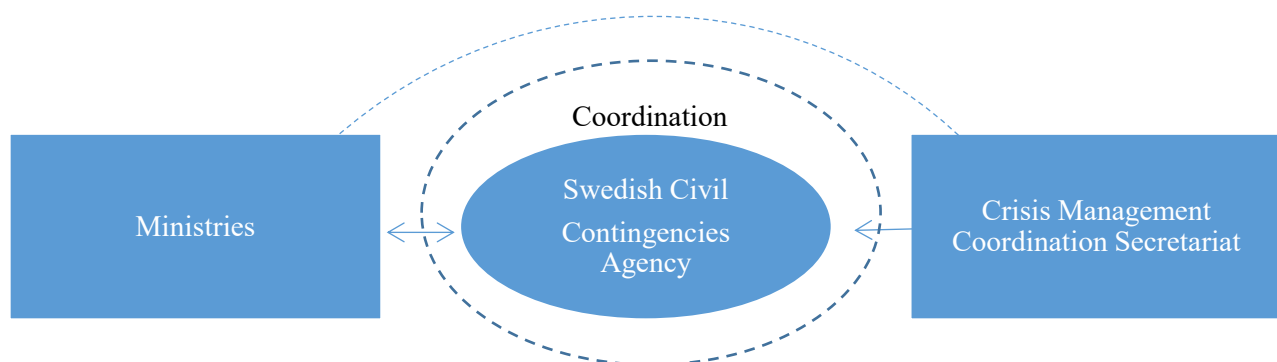 Coordination
Ministries
Swedish Civil
Contingencies
Agency
Crisis Management
Coordination Secretariat